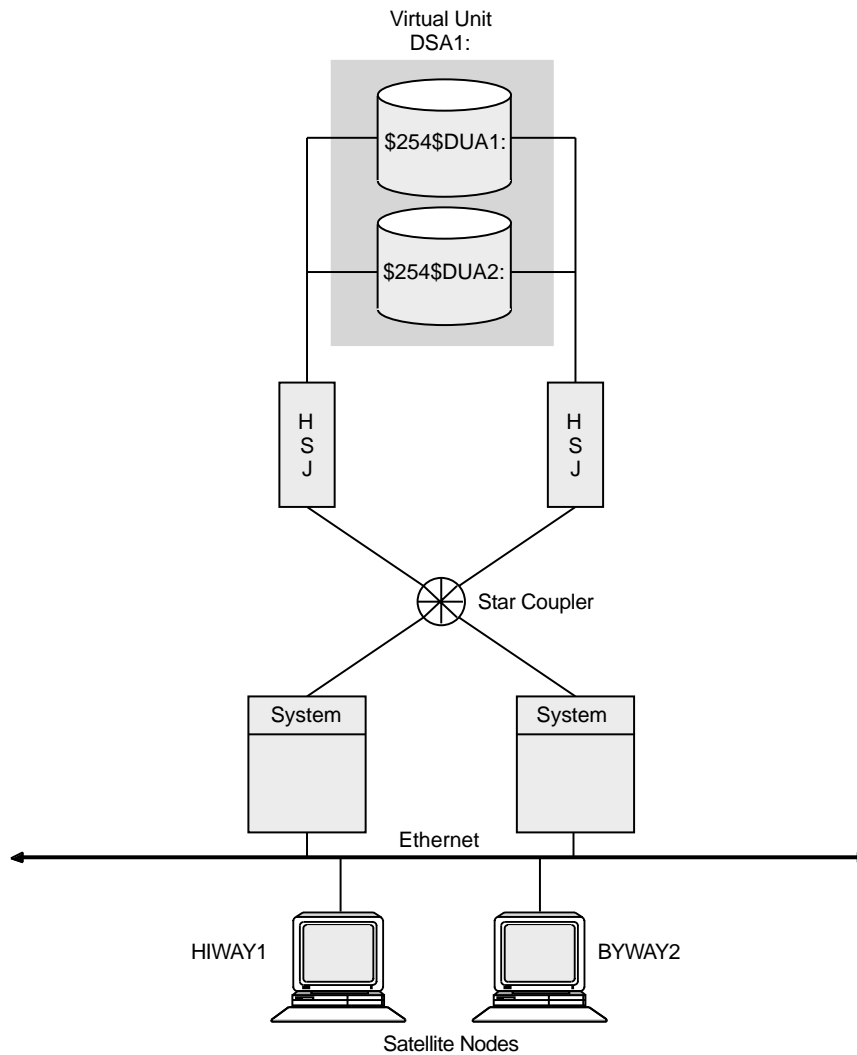 Virtual Unit
DSA1:
$254$DUA1:
$254$DUA2:
H
S
J
H
S
J
Star Coupler
System
System
Ethernet
HIWAY1
BYWAY2
Satellite Nodes